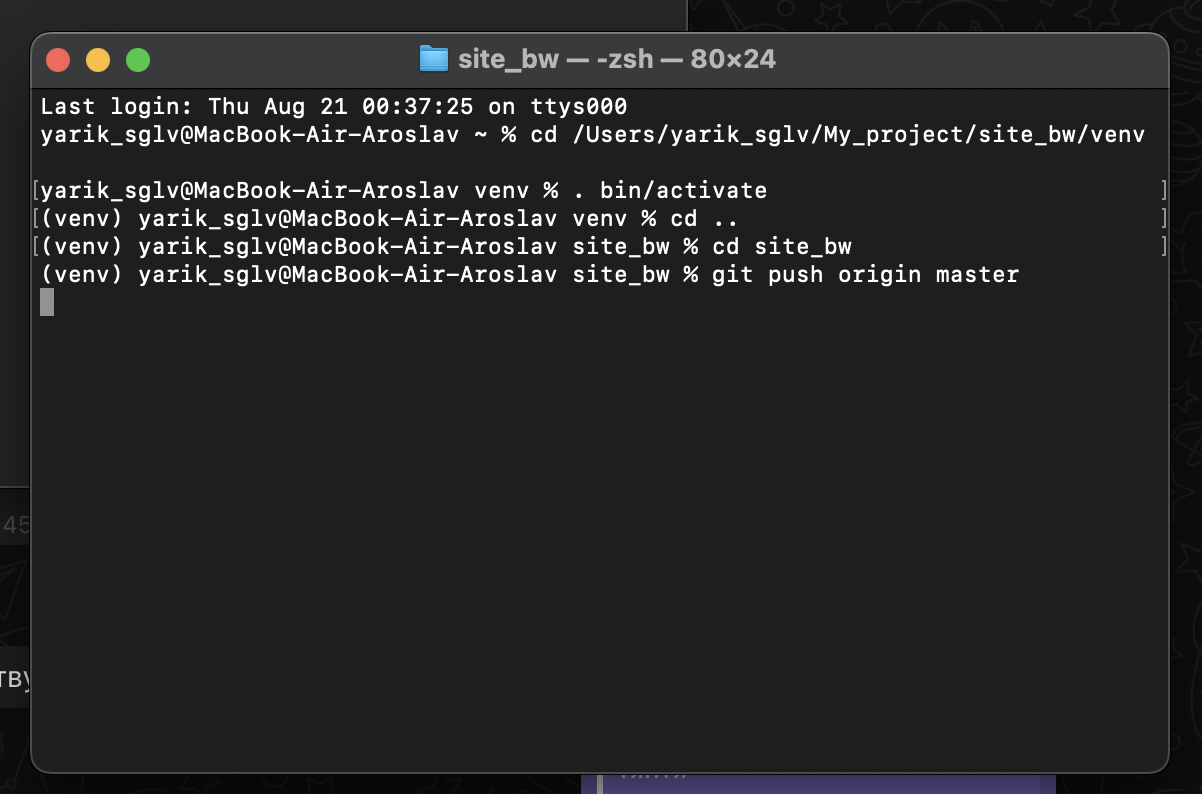 site_bw — -zsh — 80×24
Last login: Thu Aug 21 00:37:25 on ttys000
yarik_sglv@MacBook-Air-Aroslav ~ % cd /Users/yarik_sglv/My_project/site_bw/venv
[yarik_sglv@MacBook-Air-Aroslav venv % . bin/activate ]
[(venv) yarik_sglv@MacBook-Air-Aroslav venv % cd .. ]
[(venv) yarik_sglv@MacBook-Air-Aroslav site_bw % cd site_bw ]
(venv) yarik_sglv@MacBook-Air-Aroslav site_bw % git push origin master
45